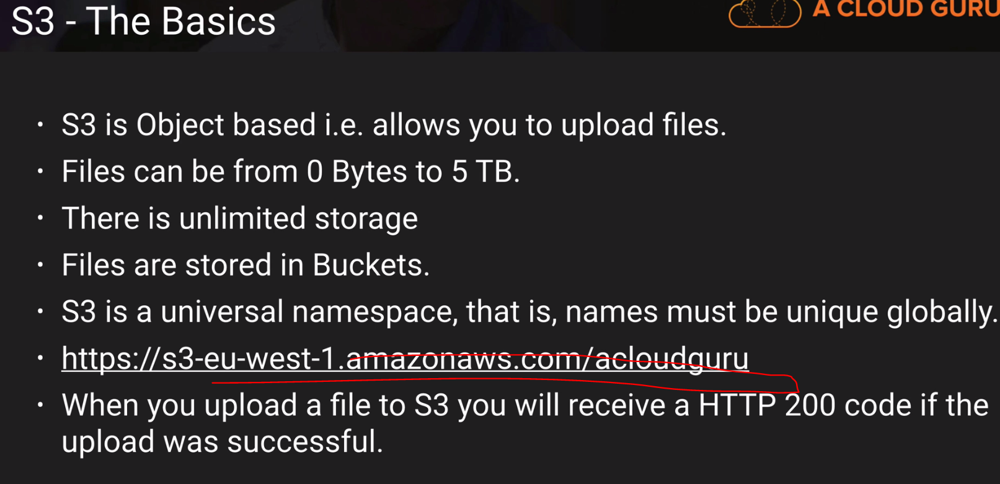 S3 - The Basics
A CLOUD GURU
· S3 is Object based i.e. allows you to upload files.
· Files can be from 0 Bytes to 5 TB.
· There is unlimited storage
· Files are stored in Buckets.
· S3 is a universal namespace, that is, names must be unique globally.
· https://s3-eu-west-1.amazonaws.com/acloudguru
· When you upload a file to S3 you will receive a HTTP 200 code if the
upload was successful.